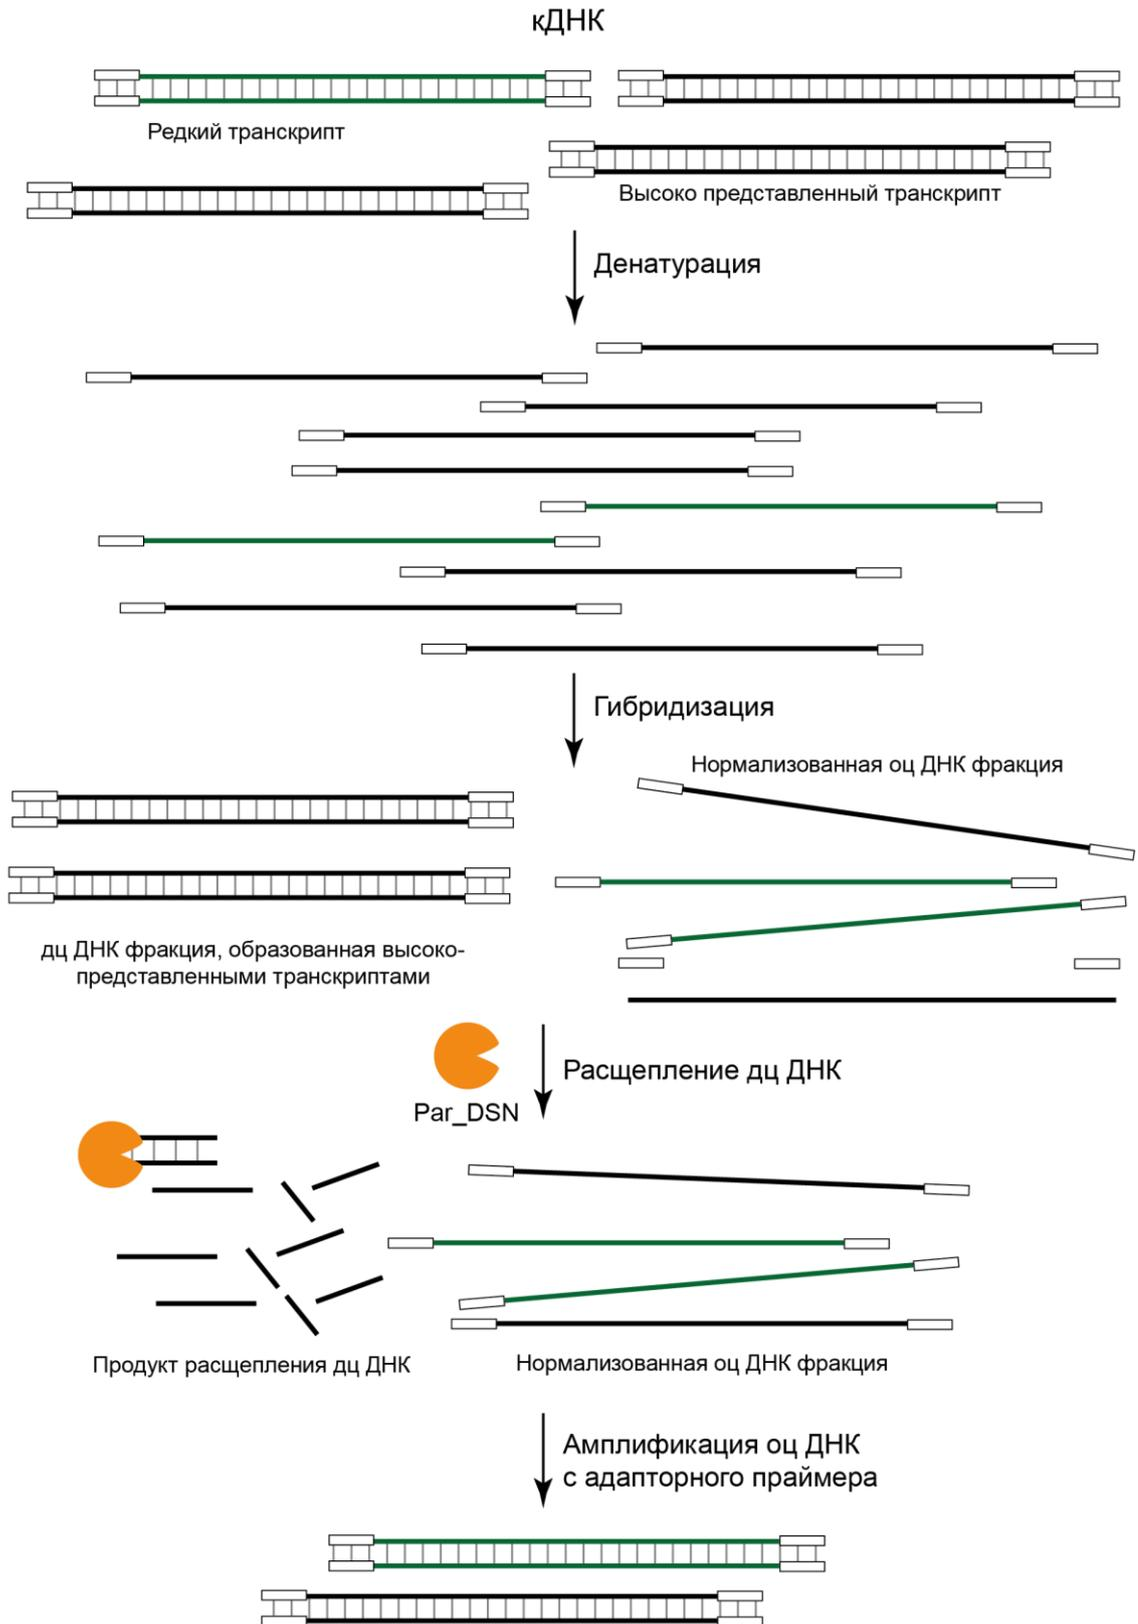 кДНК
Редкий транскрипт
Высоко представленный транскрипт
Денатурация
Гибридизация
Нормализованная оц ДНК фракция
дц ДНК фракция, образованная высоко-
представленными транскриптами
Расщепление дц ДНК
Par_DSN
Продукт расщепления дц ДНК
Нормализованная оц ДНК фракция
Амплификация оц ДНК
с адапторного праймера